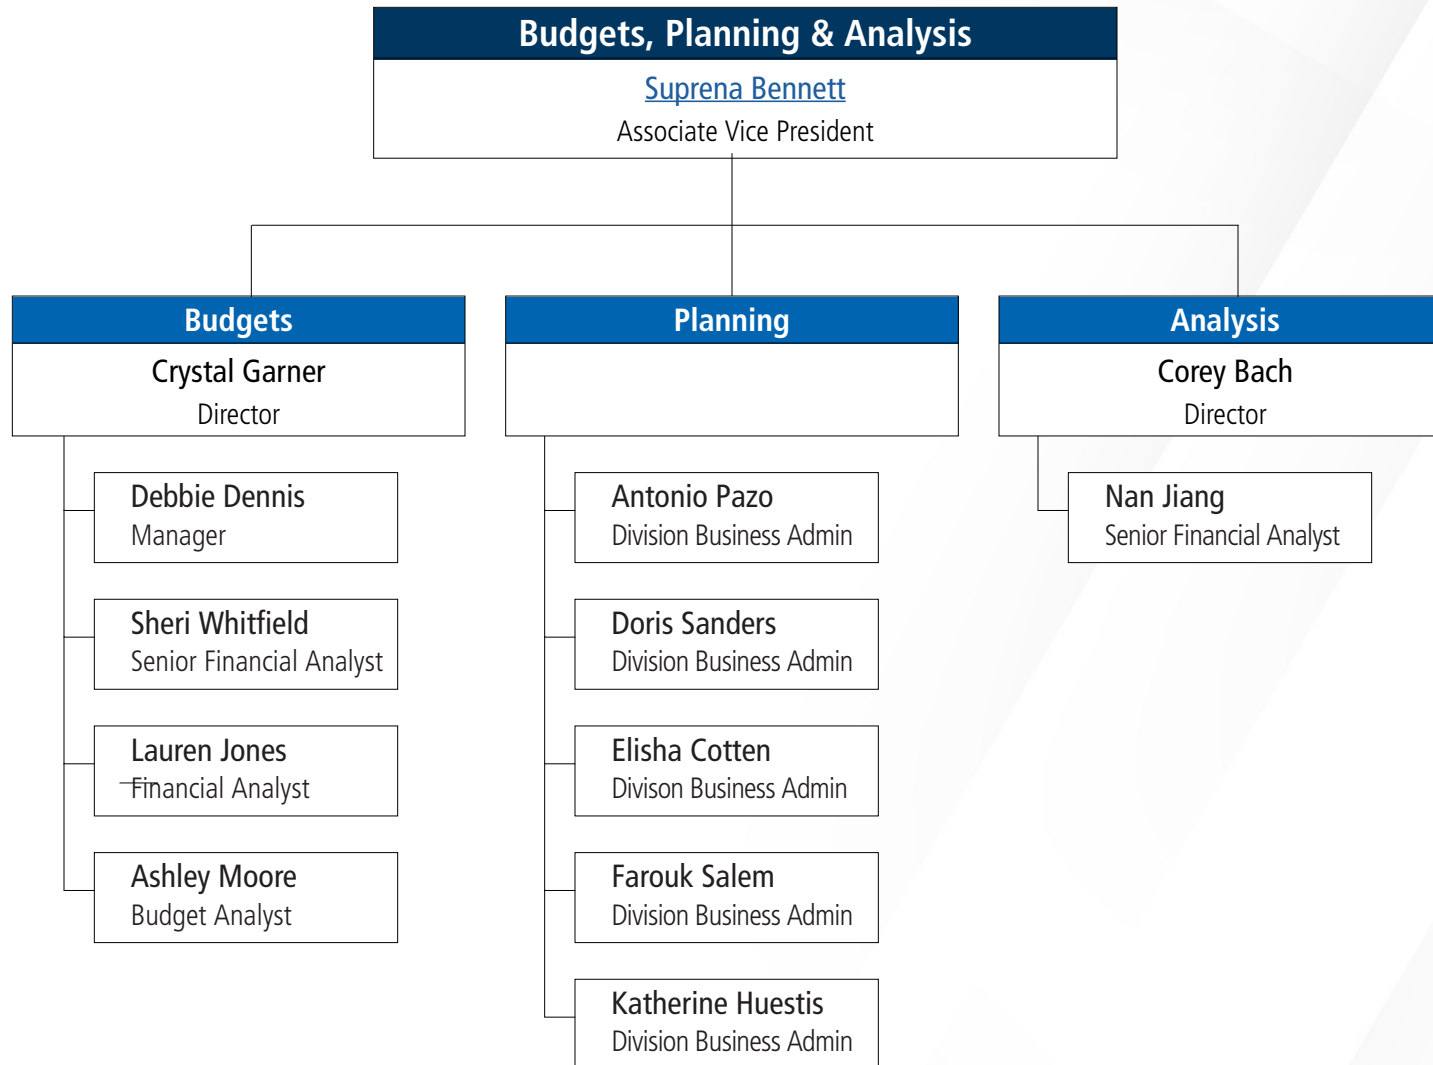 Budgets, Planning & Analysis
Suprena Bennett
Associate Vice President
Budgets
Crystal Garner
Director
Debbie Dennis
Manager
Sheri Whitfield
Senior Financial Analyst
Lauren Jones
Financial Analyst
Ashley Moore
Budget Analyst
Planning
Antonio Pazo
Division Business Admin
Doris Sanders
Division Business Admin
Elisha Cotten
Divison Business Admin
Farouk Salem
Division Business Admin
Katherine Huestis
Division Business Admin
Analysis
Corey Bach
Director
Nan Jiang
Senior Financial Analyst